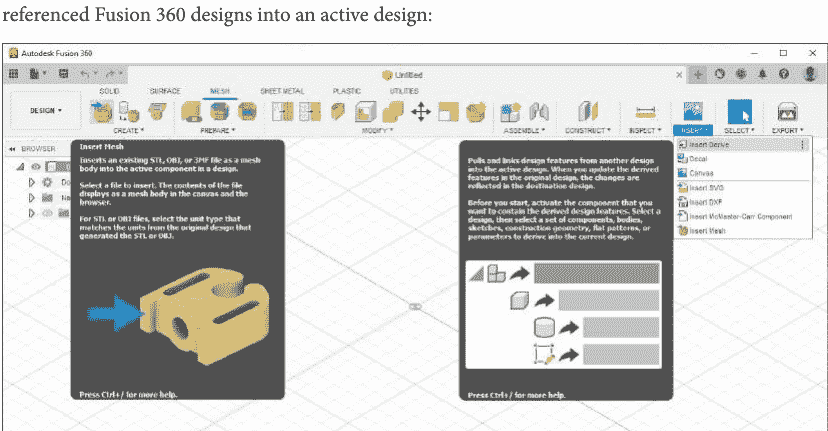 referenced Fusion 360 designs into an active design:
Autodesk Fusion 360
Untitled
SOLID SURFACE MESH SHEET METAL PLASTIC UTILITIES
DESIGN
CREATE PREPARE MODIFY ASSEMBLE CONSTRUCT INSPECT INSERT SELECT EXPORT
BROWSER
Insert Mesh
Inserts an existing STL, OBJ, or 3MF file as a mesh
body into the active component in a design.
Select a file to insert. The contents of the file
displays as a mesh body in the canvas and the
browser.
For STL or OBJ files, select the unit type that
matches the units from the original design that
generated the STL or OBJ.
Press Ctrl+/ for more help.
Pulls and links design features from another design
into the active design. When you update the derived
features in the original design, the changes are
reflected in the destination design.
Before you start, activate the component that you
want to contain the derived design features. Select a
design, then select a set of components, bodies,
sketches, construction geometry, flat patterns, or
parameters to derive into the current design.
Press Ctrl+/ for more help.
Insert Derive
Decal
Canvas
Insert SVG
Insert DXF
Insert McMaster-Carr Component
Insert Mesh